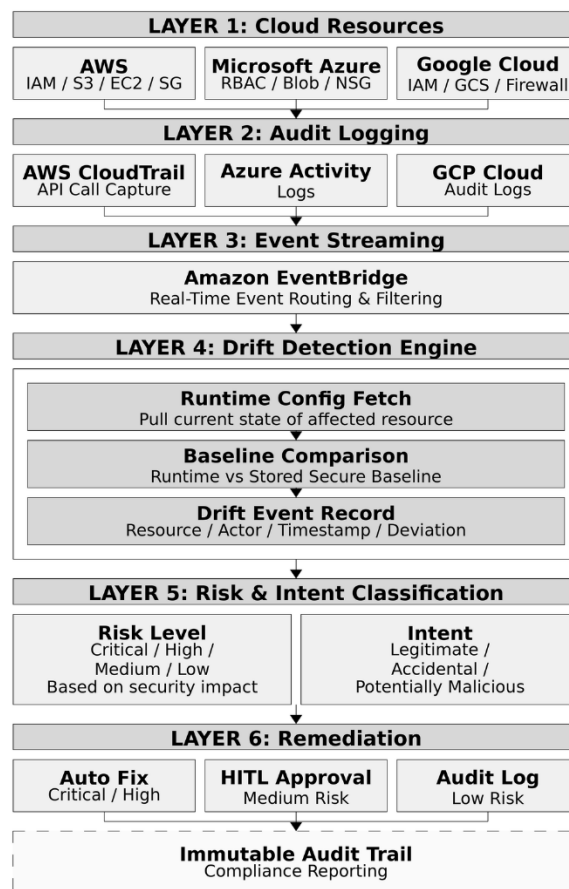 LAYER 1: Cloud Resources
AWS
IAM / S3 / EC2 / SG
Microsoft Azure
RBAC / Blob / NSG
Google Cloud
IAM / GCS / Firewall
LAYER 2: Audit Logging
AWS CloudTrail
API Call Capture
Azure Activity
Logs
GCP Cloud
Audit Logs
LAYER 3: Event Streaming
Amazon EventBridge
Real-Time Event Routing & Filtering
LAYER 4: Drift Detection Engine
Runtime Config Fetch
Pull current state of affected resource
Baseline Comparison
Runtime vs Stored Secure Baseline
Drift Event Record
Resource / Actor / Timestamp / Deviation
LAYER 5: Risk & Intent Classification
Risk Level
Critical / High /
Medium / Low
Based on security impact
Intent
Legitimate /
Accidental /
Potentially Malicious
LAYER 6: Remediation
Auto Fix
Critical / High
HITL Approval
Medium Risk
Audit Log
Low Risk
Immutable Audit Trail
Compliance Reporting